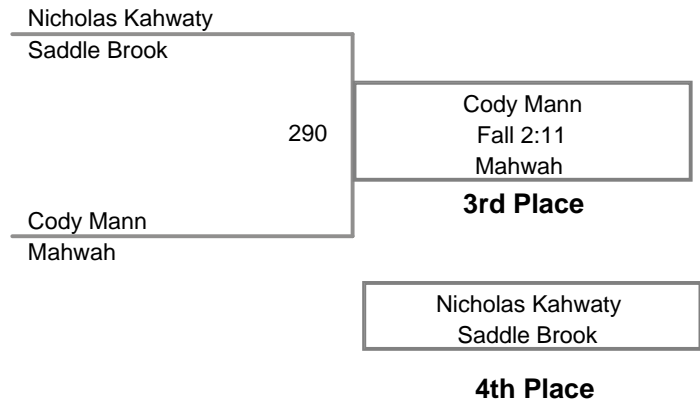 Nicholas Kahwaty
Saddle Brook
290
Cody Mann
Fall 2:11
Mahwah
3rd Place
Cody Mann
Mahwah
Nicholas Kahwaty
Saddle Brook
4th Place